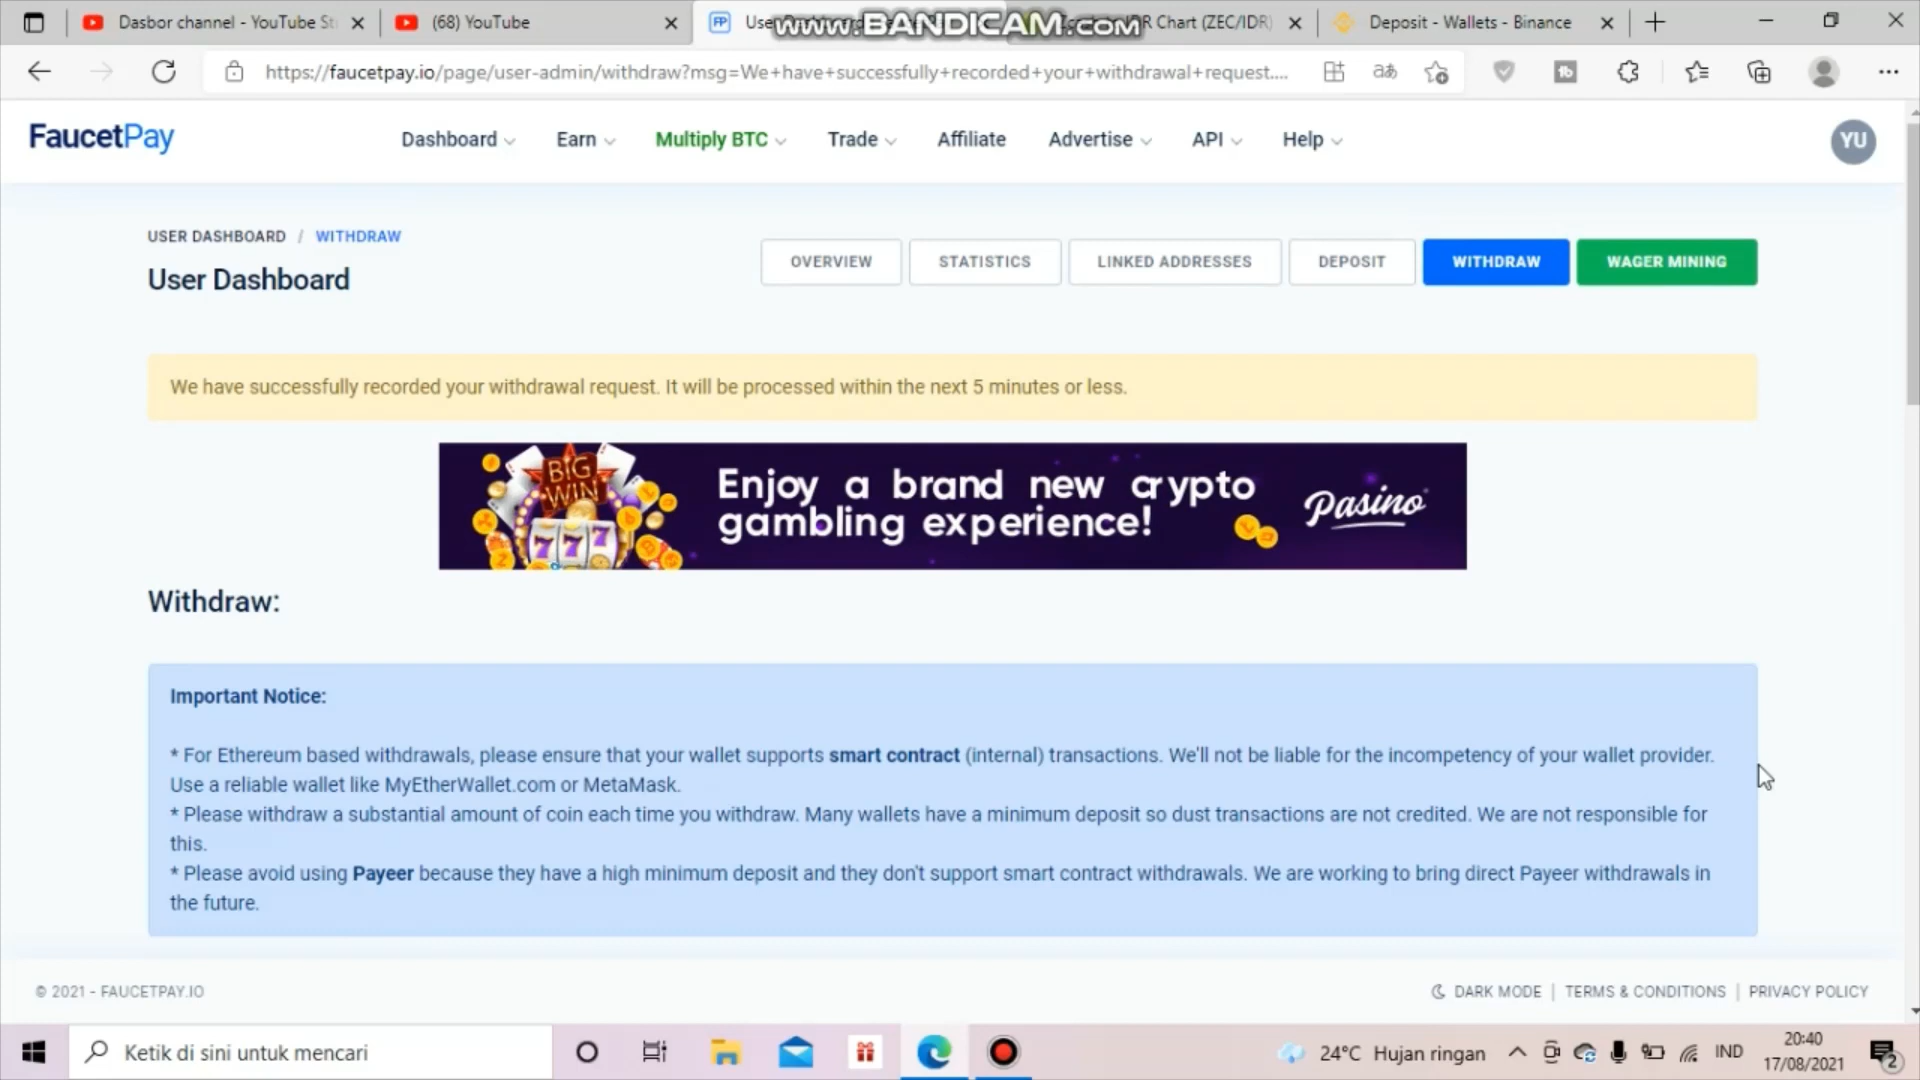 Dasbor channel - YouTube St
(68) YouTube
www.BANDICAM.com
IDR Chart (ZEC/IDR)
Deposit - Wallets - Binance
https://faucetpay.io/page/user-admin/withdraw?msg=We+have+successfully+recorded+your+withdrawal+request....
FaucetPay
Dashboard
Earn
Multiply BTC
Trade
Affiliate
Advertise
API
Help
YU
USER DASHBOARD / WITHDRAW
User Dashboard
OVERVIEW
STATISTICS
LINKED ADDRESSES
DEPOSIT
WITHDRAW
WAGER MINING
We have successfully recorded your withdrawal request. It will be processed within the next 5 minutes or less.
BIG
WIN
777
Enjoy a brand new crypto
gambling experience!
Pasino
Withdraw:
Important Notice:
* For Ethereum based withdrawals, please ensure that your wallet supports smart contract (internal) transactions. We'll not be liable for the incompetency of your wallet provider.
Use a reliable wallet like MyEtherWallet.com or MetaMask.
* Please withdraw a substantial amount of coin each time you withdraw. Many wallets have a minimum deposit so dust transactions are not credited. We are not responsible for
this.
* Please avoid using Payeer because they have a high minimum deposit and they don't support smart contract withdrawals. We are working to bring direct Payeer withdrawals in
the future.
© 2021 - FAUCETPAY.IO
DARK MODE | TERMS & CONDITIONS | PRIVACY POLICY
Ketik di sini untuk mencari
24°C Hujan ringan
IND
20:40
17/08/2021
2